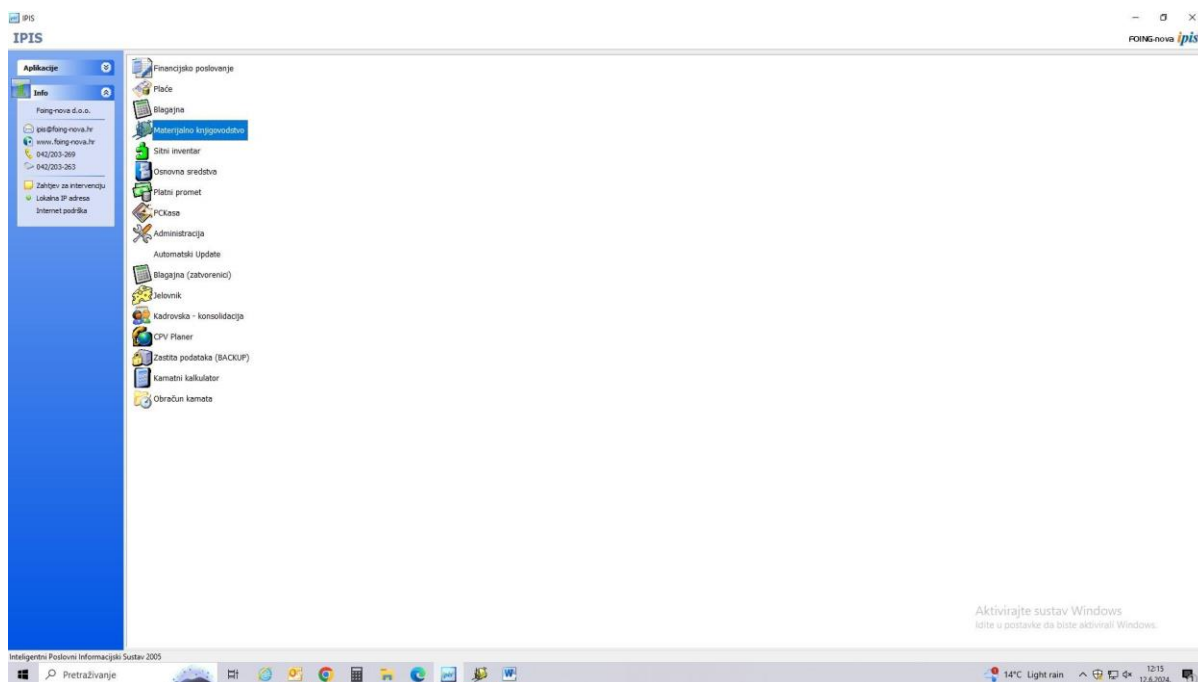 IPIS
IPIS
FOING-nova ipis
Aplikacije
Info
Foing-nova d.o.o.
ipis@foing-nova.hr
www.foing-nova.hr
042/203-269
042/203-263
Zahtjev za intervenciju
Lokalna IP adresa
Internet podrška
Financijsko poslovanje
Plaće
Blagajna
Materijalno knjigovodstvo
Sitni inventar
Osnovna sredstva
Platni promet
PCKasa
Administracija
Automatski Update
Blagajna (zatvorenici)
Jelovnik
Kadrovska - konsolidacija
CPV Planer
Zastita podataka (BACKUP)
Kamatni kalkulator
Obračun kamata
Aktivirajte sustav Windows
Idite u postavke da biste aktivirali Windows.
Inteligentni Poslovni Informacijski Sustav 2005
Pretraživanje
14°C Light rain
12:15
12.6.2024.